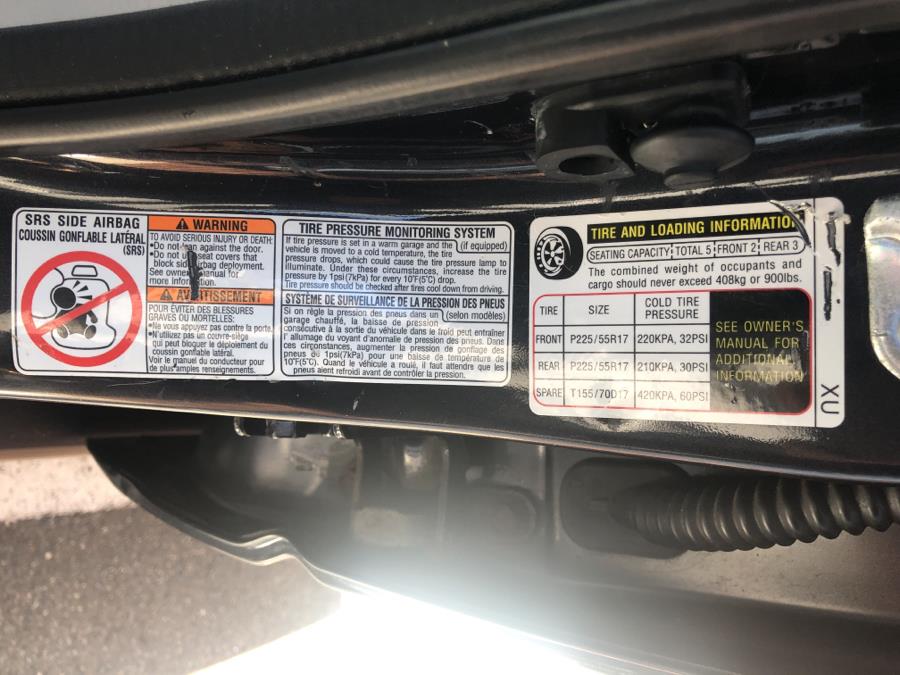 SRS SIDE AIRBAG
COUSSIN GONFLABLE LATÉRAL
(SRS)
WARNING
TO AVOID SERIOUS INJURY OR DEATH:
•Do not lean against the door.
•Do not use seat covers that
block side airbag deployment.
See owner's manual for
more information.
AVERTISSEMENT
POUR ÉVITER DES BLESSURES
GRAVES OU MORTELLES:
•Ne vous appuyez pas contre la porte.
•N'utilisez pas un couvre-siège
qui peut bloquer le déploiement du
coussin gonflable latéral.
Voir le manuel du conducteur pour
de plus amples renseignements.
TIRE PRESSURE MONITORING SYSTEM
(if equipped)
If tire pressure is set in a warm garage and the
vehicle is moved to a cold temperature, the tire
pressure drops, which could cause the tire pressure lamp to
illuminate. Under these circumstances, increase the tire
pressure by 1psi(7kPa) for every 10°F(5°C) drop.
Tire pressure should be checked after tires cool down from driving.
SYSTÈME DE SURVEILLANCE DE LA PRESSION DES PNEUS
(selon modèles)
Si on règle la pression des pneus dans un
garage chauffé, la baisse de pression
consécutive à la sortie du véhicule dans le froid peut entraîner
l'allumage du voyant d'anomalie de pression des pneus. Dans
ces circonstances, augmenter la pression de gonflage des
pneus de 1psi(7kPa) pour une baisse de température de
10°F(5°C). Quand le véhicule a roulé, il faut attendre que les
pneus aient refroidi avant de contrôler la pression.
TIRE AND LOADING INFORMATION
SEATING CAPACITY TOTAL 5 FRONT 2 REAR 3
The combined weight of occupants and
cargo should never exceed 408kg or 900lbs.
TIRE SIZE COLD TIRE PRESSURE
FRONT P225/55R17 220KPA, 32PSI
REAR P225/55R17 210KPA, 30PSI
SPARE T155/70D17 420KPA, 60PSI
SEE OWNER'S
MANUAL FOR
ADDITIONAL
INFORMATION
XU